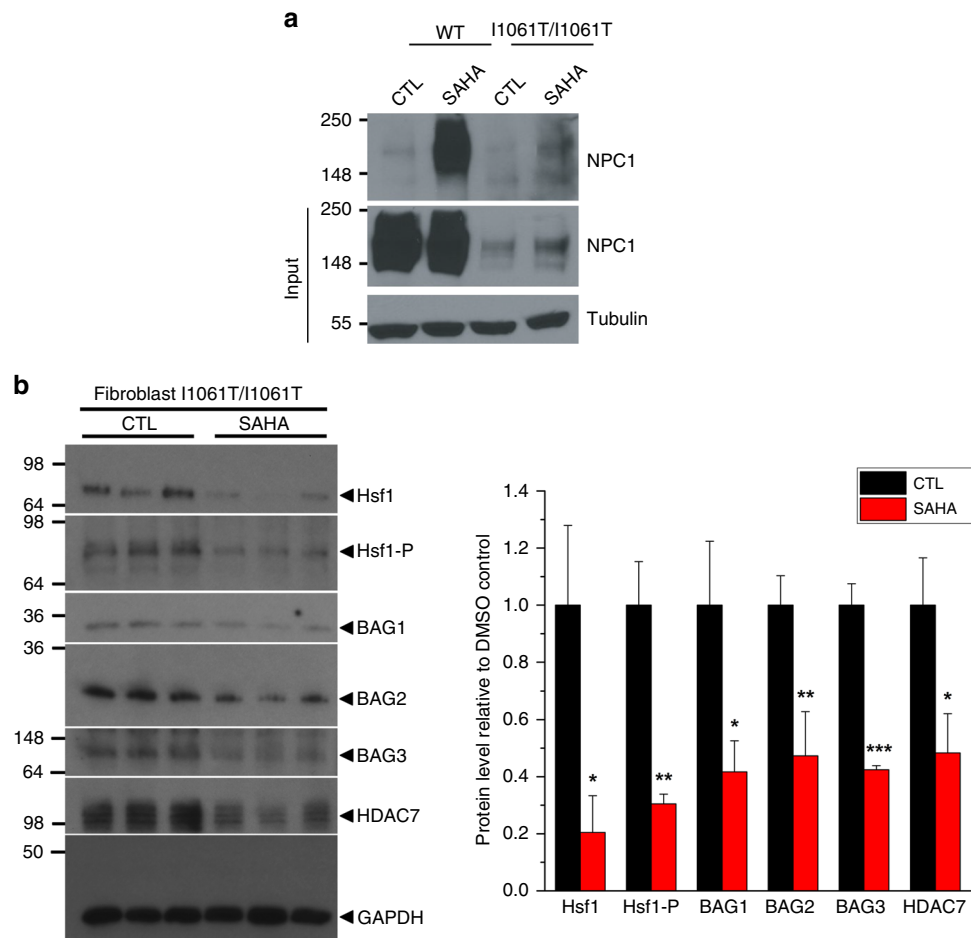 a
WT I1061T/I1061T
CTL SAHA CTL SAHA
250
148
NPC1
Input
250
148
NPC1
55
Tubulin
b
Fibroblast I1061T/I1061T
CTL SAHA
98
64
Hsf1
98
64
Hsf1-P
36
BAG1
36
BAG2
148
64
BAG3
98
HDAC7
50
GAPDH
CTL
SAHA
Protein level relative to DMSO control
1.4
1.2
1.0
0.8
0.6
0.4
0.2
0.0
* ** * ** *** *
Hsf1 Hsf1-P BAG1 BAG2 BAG3 HDAC7